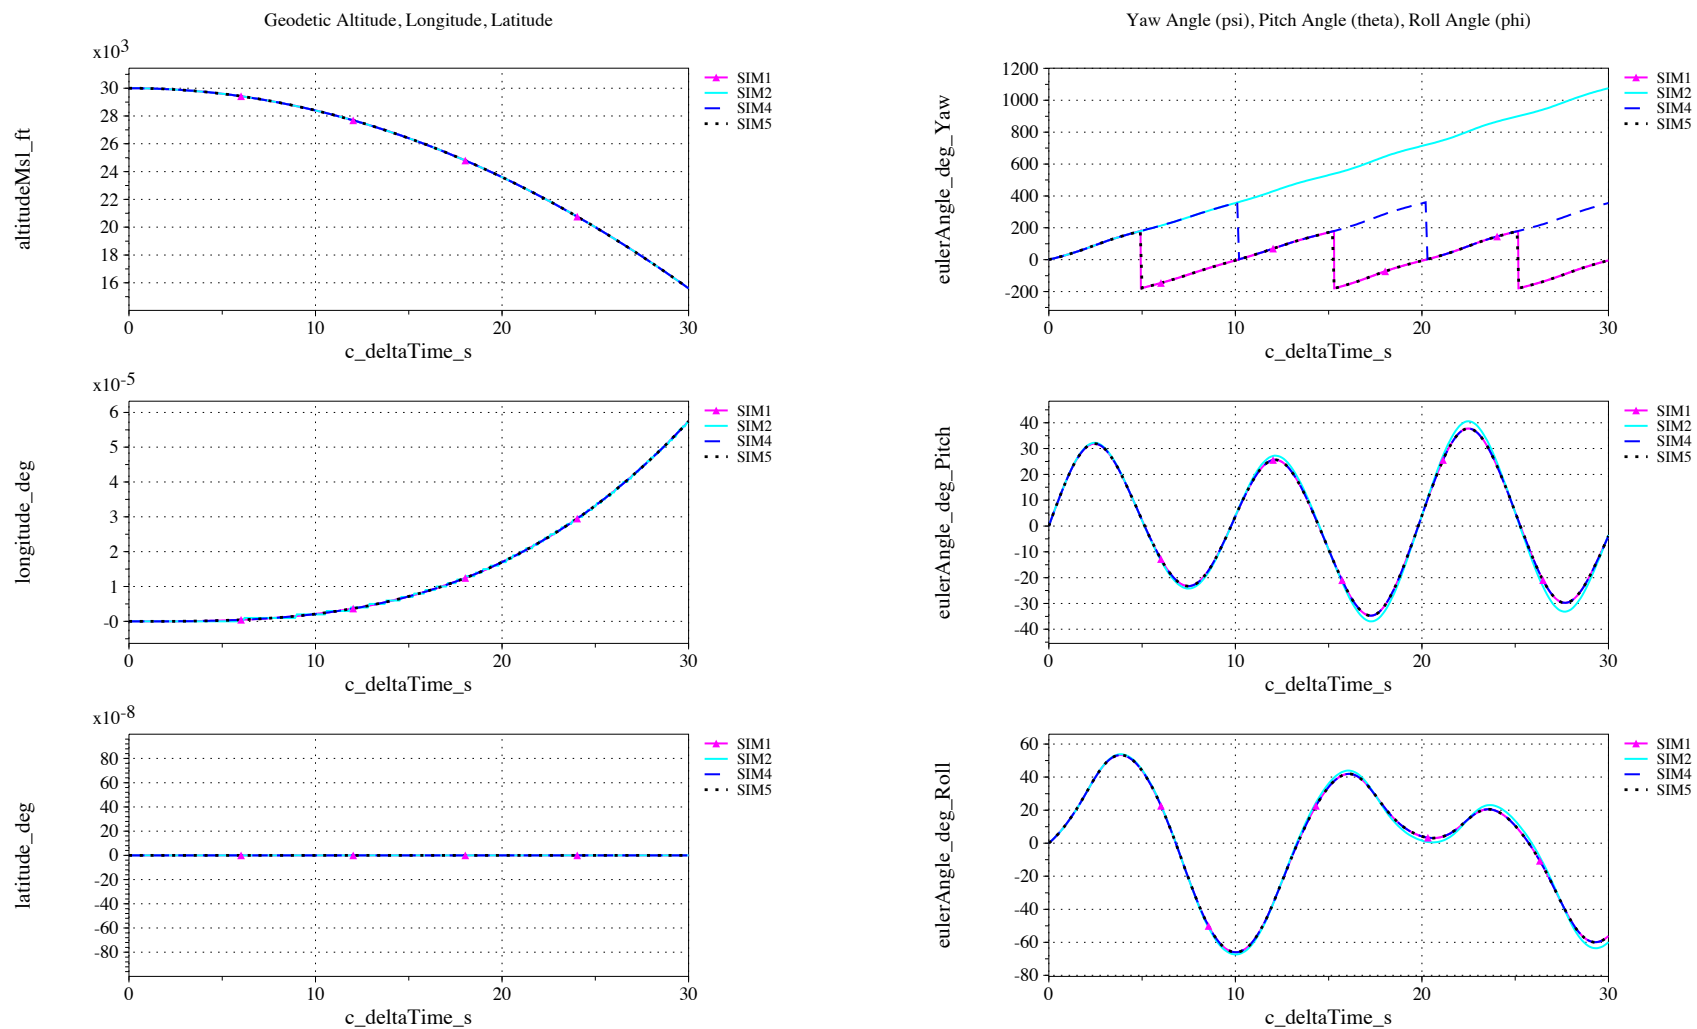 Geodetic Altitude, Longitude, Latitude
x10^3
altitudeMsl_ft
30
28
26
24
22
20
18
16
0 10 20 30
c_deltaTime_s
SIM1
SIM2
SIM4
SIM5
x10^-5
longitude_deg
6
5
4
3
2
1
-0
0 10 20 30
c_deltaTime_s
SIM1
SIM2
SIM4
SIM5
x10^-8
latitude_deg
80
60
40
20
0
-20
-40
-60
-80
0 10 20 30
c_deltaTime_s
SIM1
SIM2
SIM4
SIM5
Yaw Angle (psi), Pitch Angle (theta), Roll Angle (phi)
eulerAngle_deg_Yaw
1200
1000
800
600
400
200
0
-200
0 10 20 30
c_deltaTime_s
SIM1
SIM2
SIM4
SIM5
eulerAngle_deg_Pitch
40
30
20
10
0
-10
-20
-30
-40
0 10 20 30
c_deltaTime_s
SIM1
SIM2
SIM4
SIM5
eulerAngle_deg_Roll
60
40
20
0
-20
-40
-60
-80
0 10 20 30
c_deltaTime_s
SIM1
SIM2
SIM4
SIM5